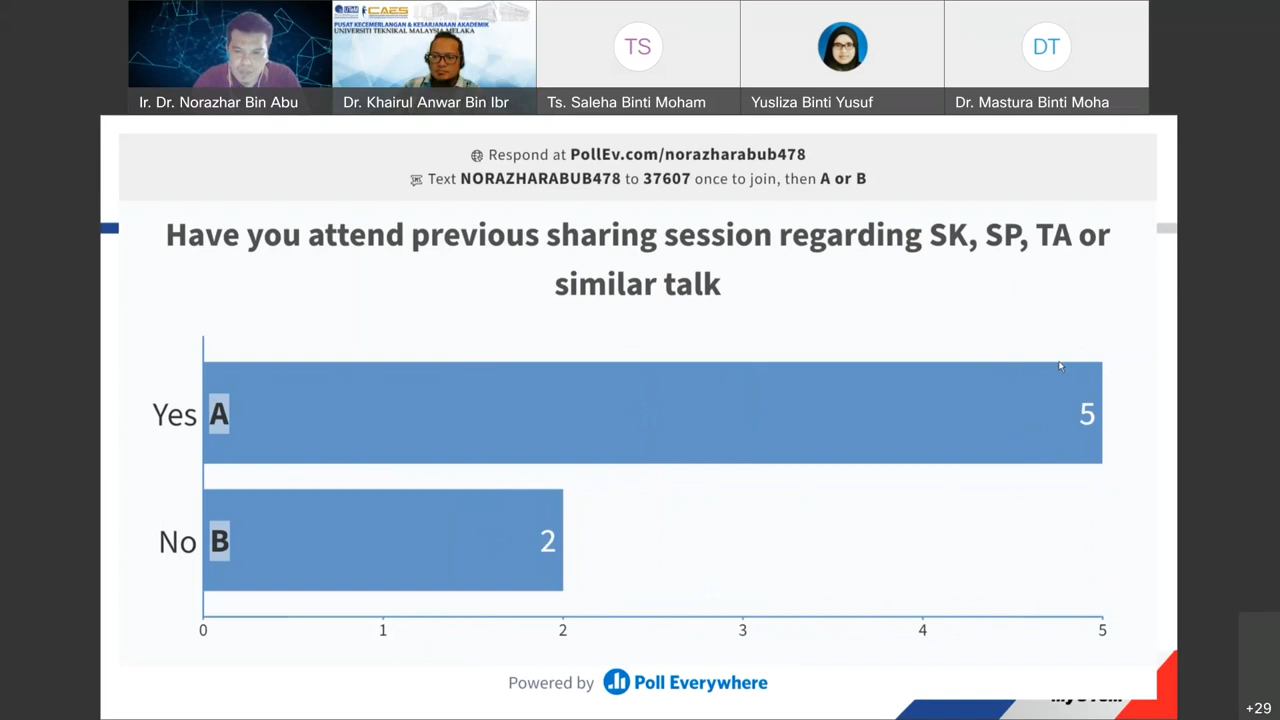 UTeM CAES
PUSAT KECEMERLANGAN & KESARJANAAN AKADEMIK
UNIVERSITI TEKNIKAL MALAYSIA MELAKA
TS
DT
Ir. Dr. Norazhar Bin Abu
Dr. Khairul Anwar Bin Ibr
Ts. Saleha Binti Moham
Yusliza Binti Yusuf
Dr. Mastura Binti Moha
Respond at PollEv.com/norazharabub478
Text NORAZHARABUB478 to 37607 once to join, then A or B
Have you attend previous sharing session regarding SK, SP, TA or
similar talk
Yes A 5
No B 2
0 1 2 3 4 5
Powered by Poll Everywhere
+29